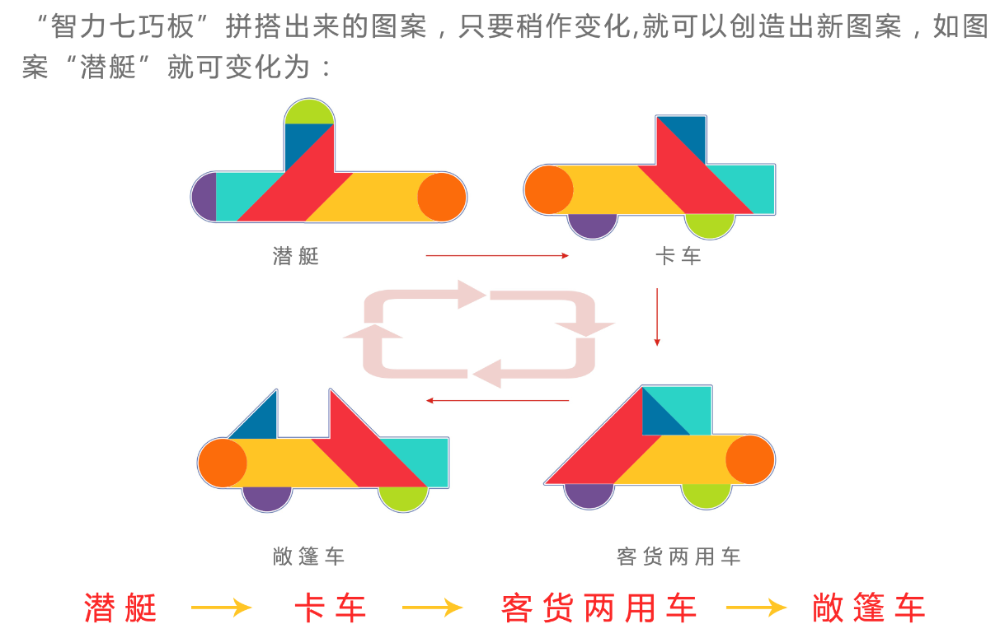 “智力七巧板”拼搭出来的图案，只要稍作变化,就可以创造出新图案，如图
案“潜艇”就可变化为：
潜艇
卡车
敞篷车
客货两用车
潜艇 卡车 客货两用车 敞篷车